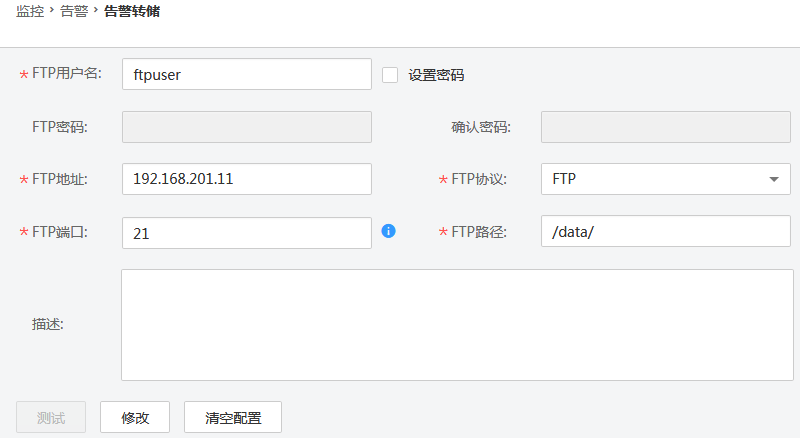 监控 > 告警 > 告警转储
* FTP用户名: ftpuser 设置密码
FTP密码: 确认密码:
* FTP地址: 192.168.201.11 * FTP协议: FTP
* FTP端口: 21 i * FTP路径: /data/
描述:
测试 修改 清空配置